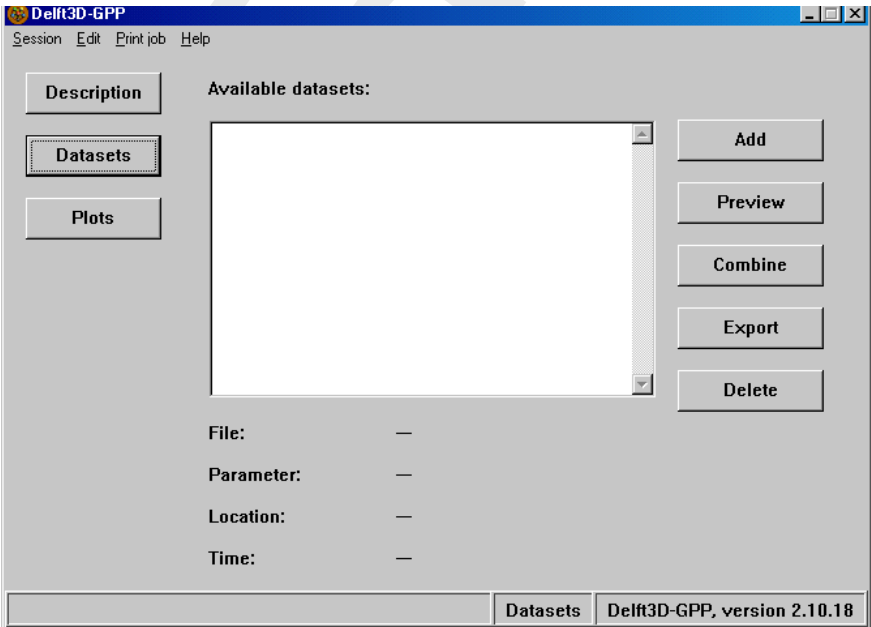 Delft3D-GPP
Session Edit Print job Help
Description
Datasets
Plots
Available datasets:
Add
Preview
Combine
Export
Delete
File: —
Parameter: —
Location: —
Time: —
Datasets Delft3D-GPP, version 2.10.18